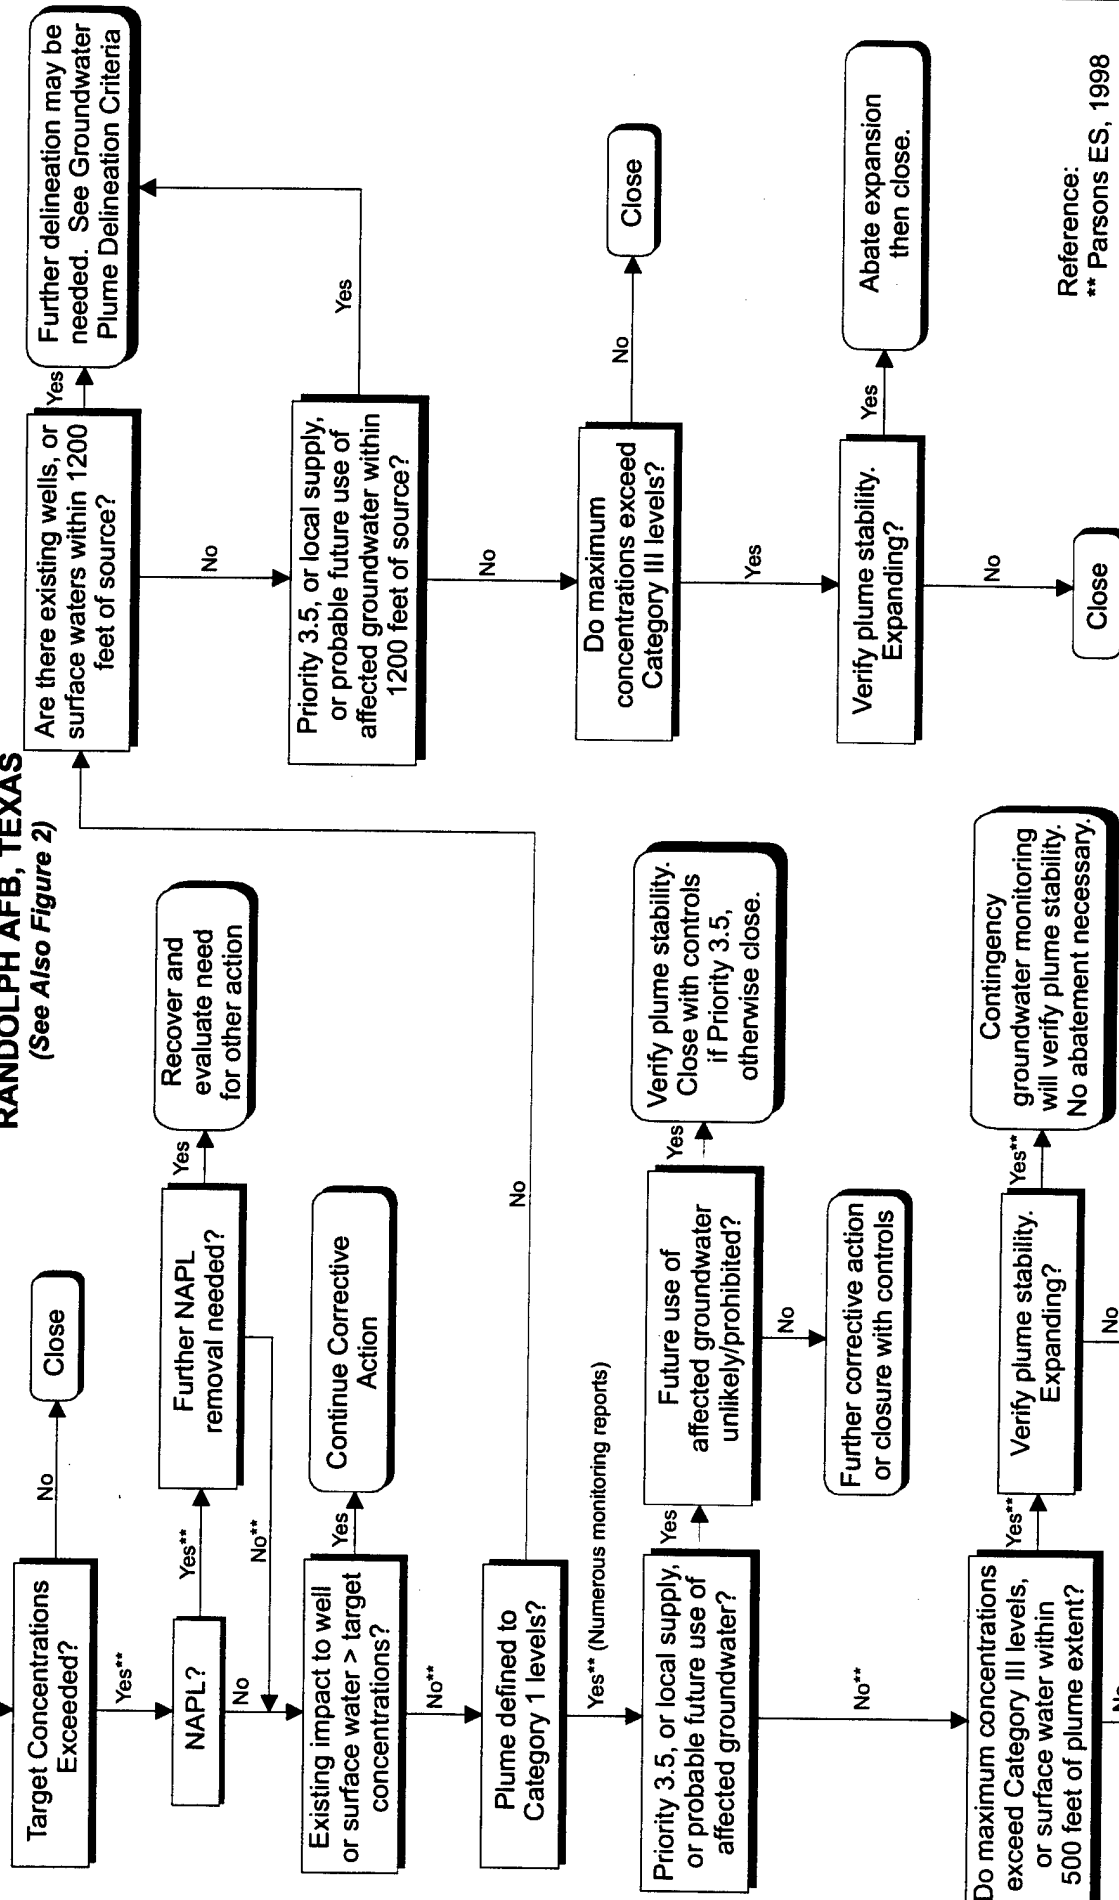 RANDOLPH AFB, TEXAS
(See Also Figure 2)
Target Concentrations
Exceeded?
No
Close
Yes**
NAPL?
Yes**
Further NAPL
removal needed?
Yes
Recover and
evaluate need
for other action
No**
No
Existing impact to well
or surface water > target
concentrations?
Yes
Continue Corrective
Action
No**
Plume defined to
Category 1 levels?
No
Yes** (Numerous monitoring reports)
Priority 3.5, or local supply,
or probable future use of
affected groundwater?
Yes
Future use of
affected groundwater
unlikely/prohibited?
Yes
Verify plume stability.
Close with controls
if Priority 3.5,
otherwise close.
No
Further corrective action
or closure with controls
No**
Do maximum concentrations
exceed Category III levels,
or surface water within
500 feet of plume extent?
Yes**
Verify plume stability.
Expanding?
Yes**
Contingency
groundwater monitoring
will verify plume stability.
No abatement necessary.
No
No
Are there existing wells, or
surface waters within 1200
feet of source?
Yes
Further delineation may be
needed. See Groundwater
Plume Delineation Criteria
No
Priority 3.5, or local supply,
or probable future use of
affected groundwater within
1200 feet of source?
Yes
No
Do maximum
concentrations exceed
Category III levels?
No
Close
Yes
Verify plume stability.
Expanding?
Yes
Abate expansion
then close.
No
Close
Reference:
** Parsons ES, 1998